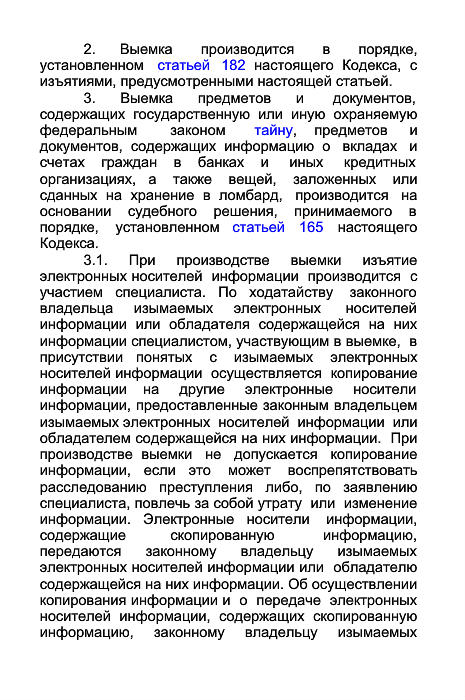 2. Выемка производится в порядке,
установленном статьей 182 настоящего Кодекса, с
изъятиями, предусмотренными настоящей статьей.
3. Выемка предметов и документов,
содержащих государственную или иную охраняемую
федеральным законом тайну, предметов и
документов, содержащих информацию о вкладах и
счетах граждан в банках и иных кредитных
организациях, а также вещей, заложенных или
сданных на хранение в ломбард, производится на
основании судебного решения, принимаемого в
порядке, установленном статьей 165 настоящего
Кодекса.
3.1. При производстве выемки изъятие
электронных носителей информации производится с
участием специалиста. По ходатайству законного
владельца изымаемых электронных носителей
информации или обладателя содержащейся на них
информации специалистом, участвующим в выемке, в
присутствии понятых с изымаемых электронных
носителей информации осуществляется копирование
информации на другие электронные носители
информации, предоставленные законным владельцем
изымаемых электронных носителей информации или
обладателем содержащейся на них информации. При
производстве выемки не допускается копирование
информации, если это может воспрепятствовать
расследованию преступления либо, по заявлению
специалиста, повлечь за собой утрату или изменение
информации. Электронные носители информации,
содержащие скопированную информацию,
передаются законному владельцу изымаемых
электронных носителей информации или обладателю
содержащейся на них информации. Об осуществлении
копирования информации и о передаче электронных
носителей информации, содержащих скопированную
информацию, законному владельцу изымаемых